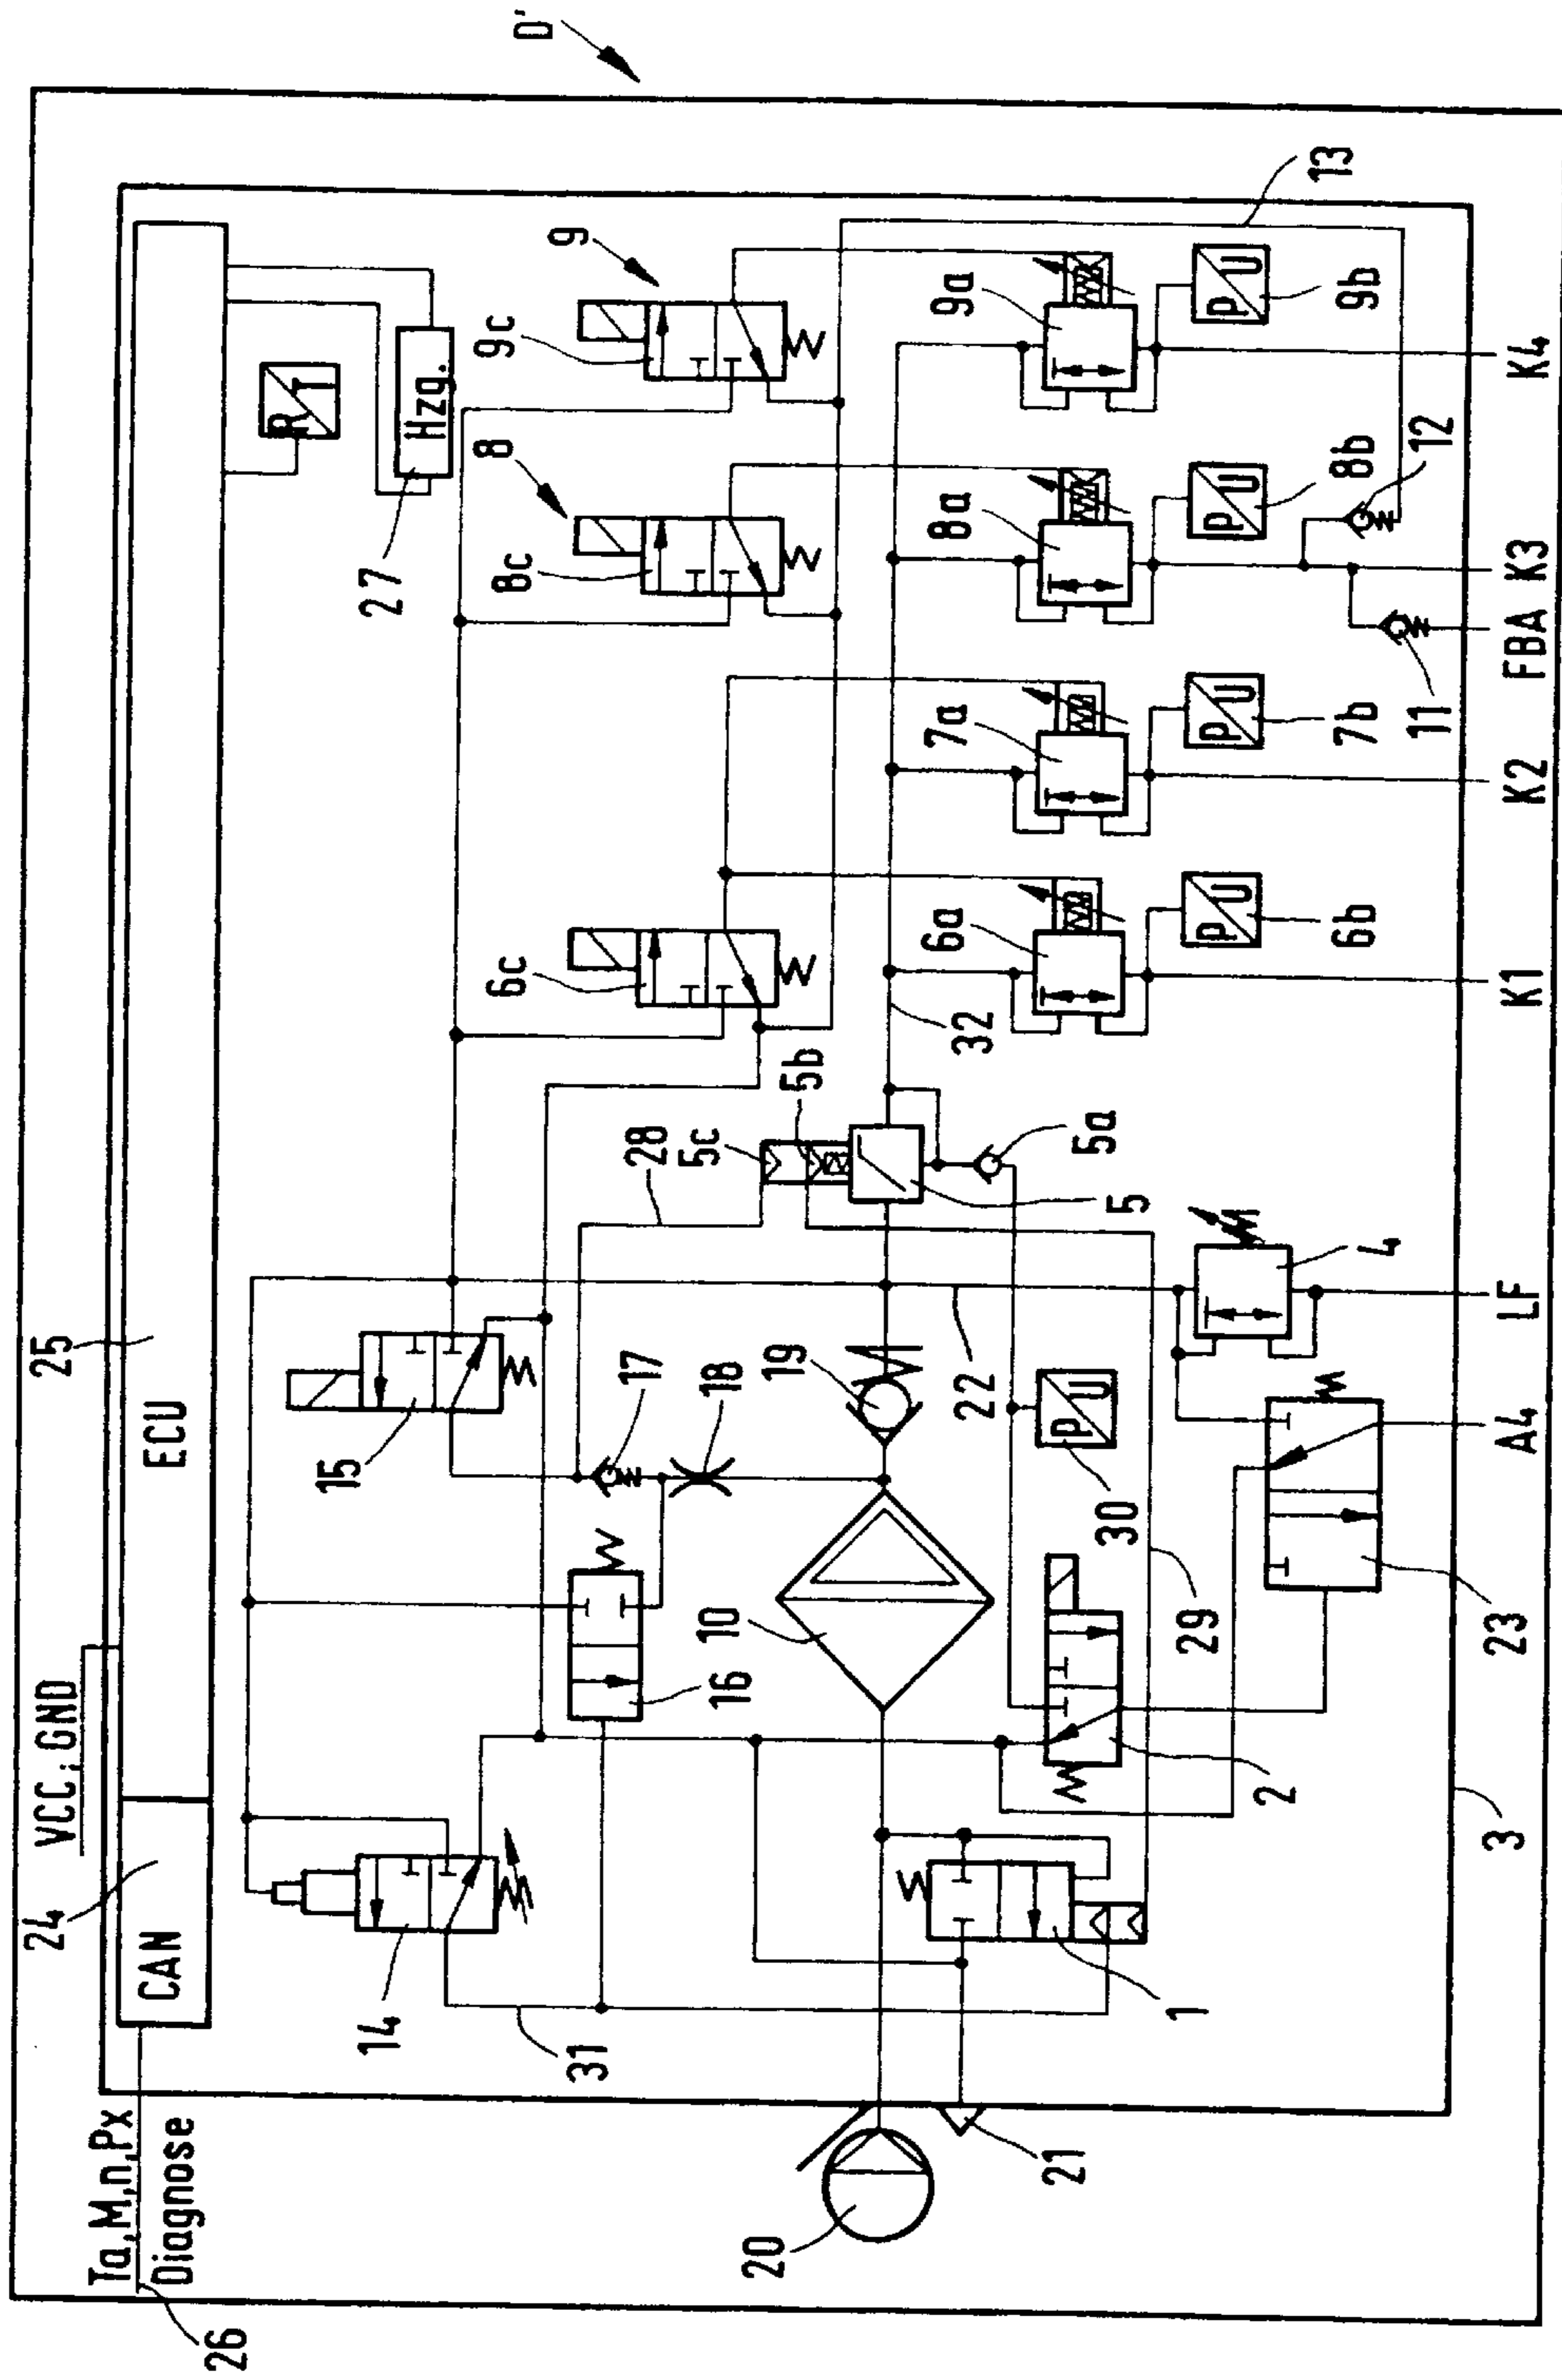 D'
VCC; GND
24
25
CAN
ECU
Ta, M, n, Px
Diagnose
26
R
T
27
Hzg.
14
15
31
16
17
18
28
5c
5b
6c
8c
8
9c
9
20
21
10
19
22
32
6a
7a
8a
9a
13
1
2
30
29
23
5a
5
4
P
U
6b
P
U
7b
P
U
8b
P
U
9b
P
U
11
12
3
A4
LF
K1
K2
FBA
K3
K4